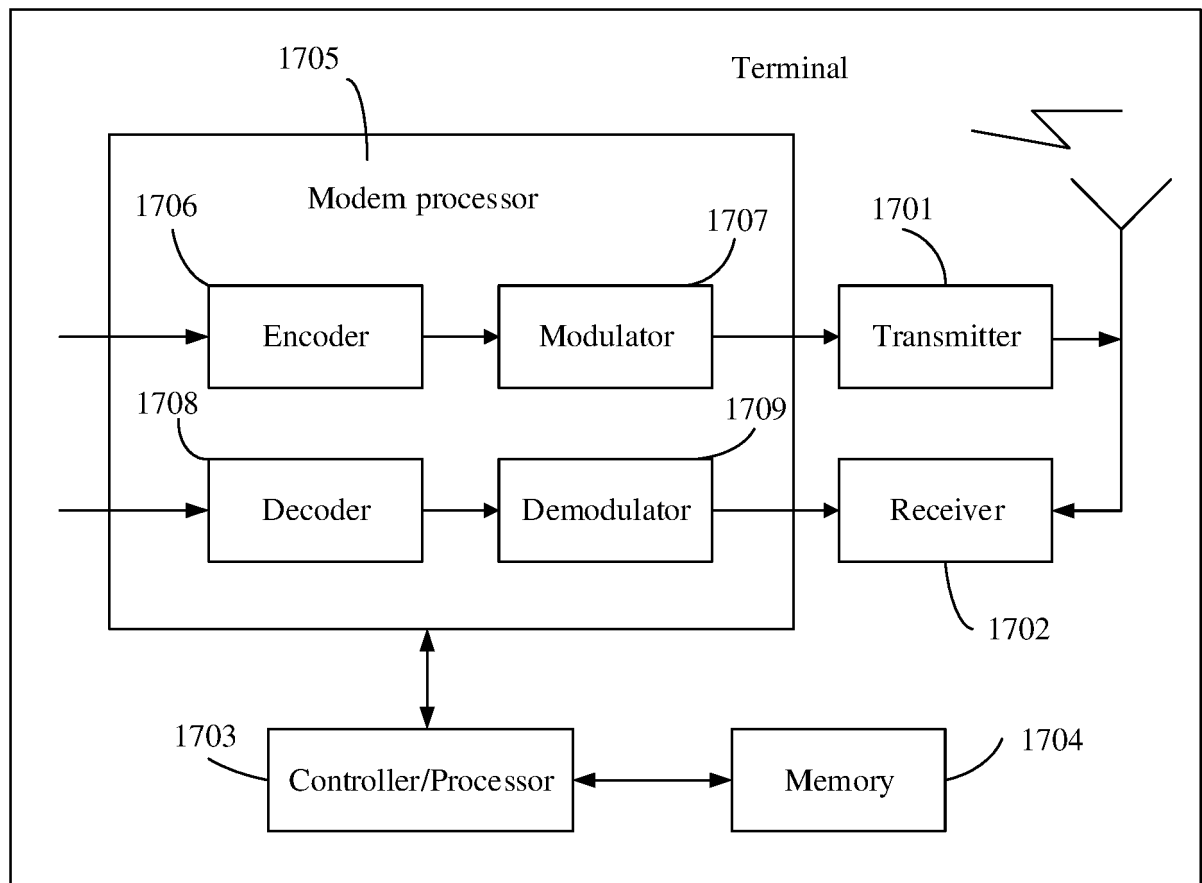 1705
Terminal
Modem processor
1706
1707
1701
Encoder
Modulator
Transmitter
1708
1709
Decoder
Demodulator
Receiver
1702
1703
1704
Controller/Processor
Memory